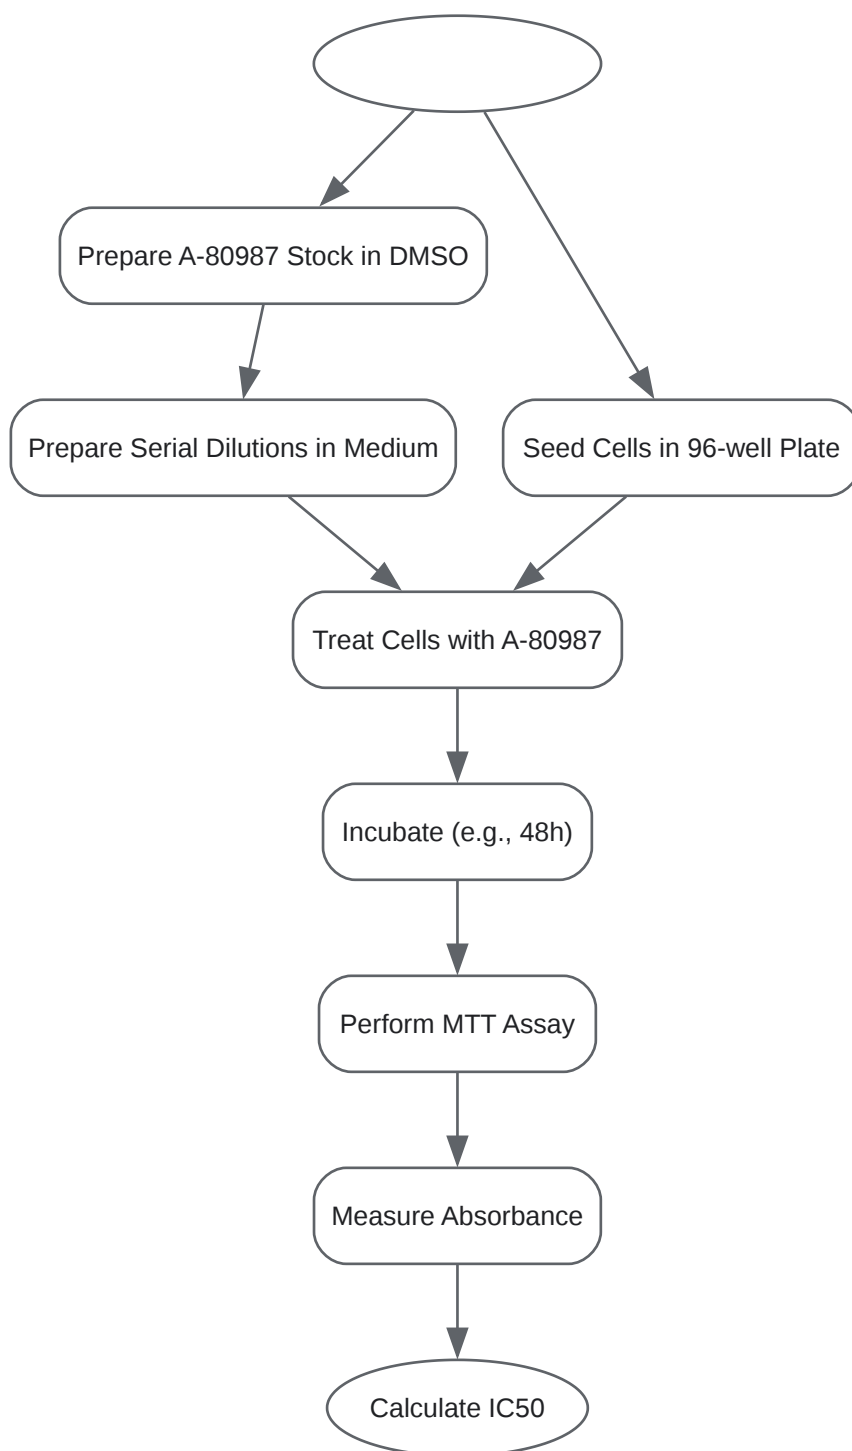 Prepare A-80987 Stock in DMSO
Prepare Serial Dilutions in Medium
Seed Cells in 96-well Plate
Treat Cells with A-80987
Incubate (e.g., 48h)
Perform MTT Assay
Measure Absorbance
Calculate IC50